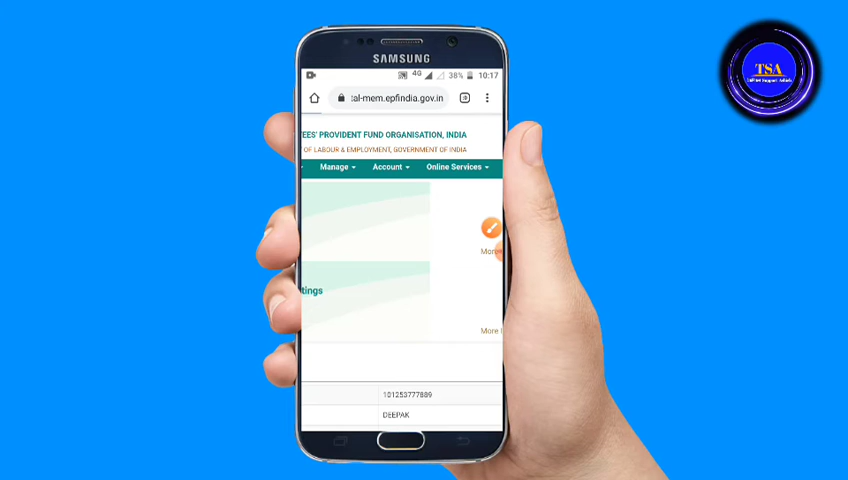 SAMSUNG
4G 38% 10:17
:al-mem.epfindia.gov.in
EES' PROVIDENT FUND ORGANISATION, INDIA
OF LABOUR & EMPLOYMENT, GOVERNMENT OF INDIA
Manage Account Online Services
More
tings
More I
101253777889
DEEPAK
TSA